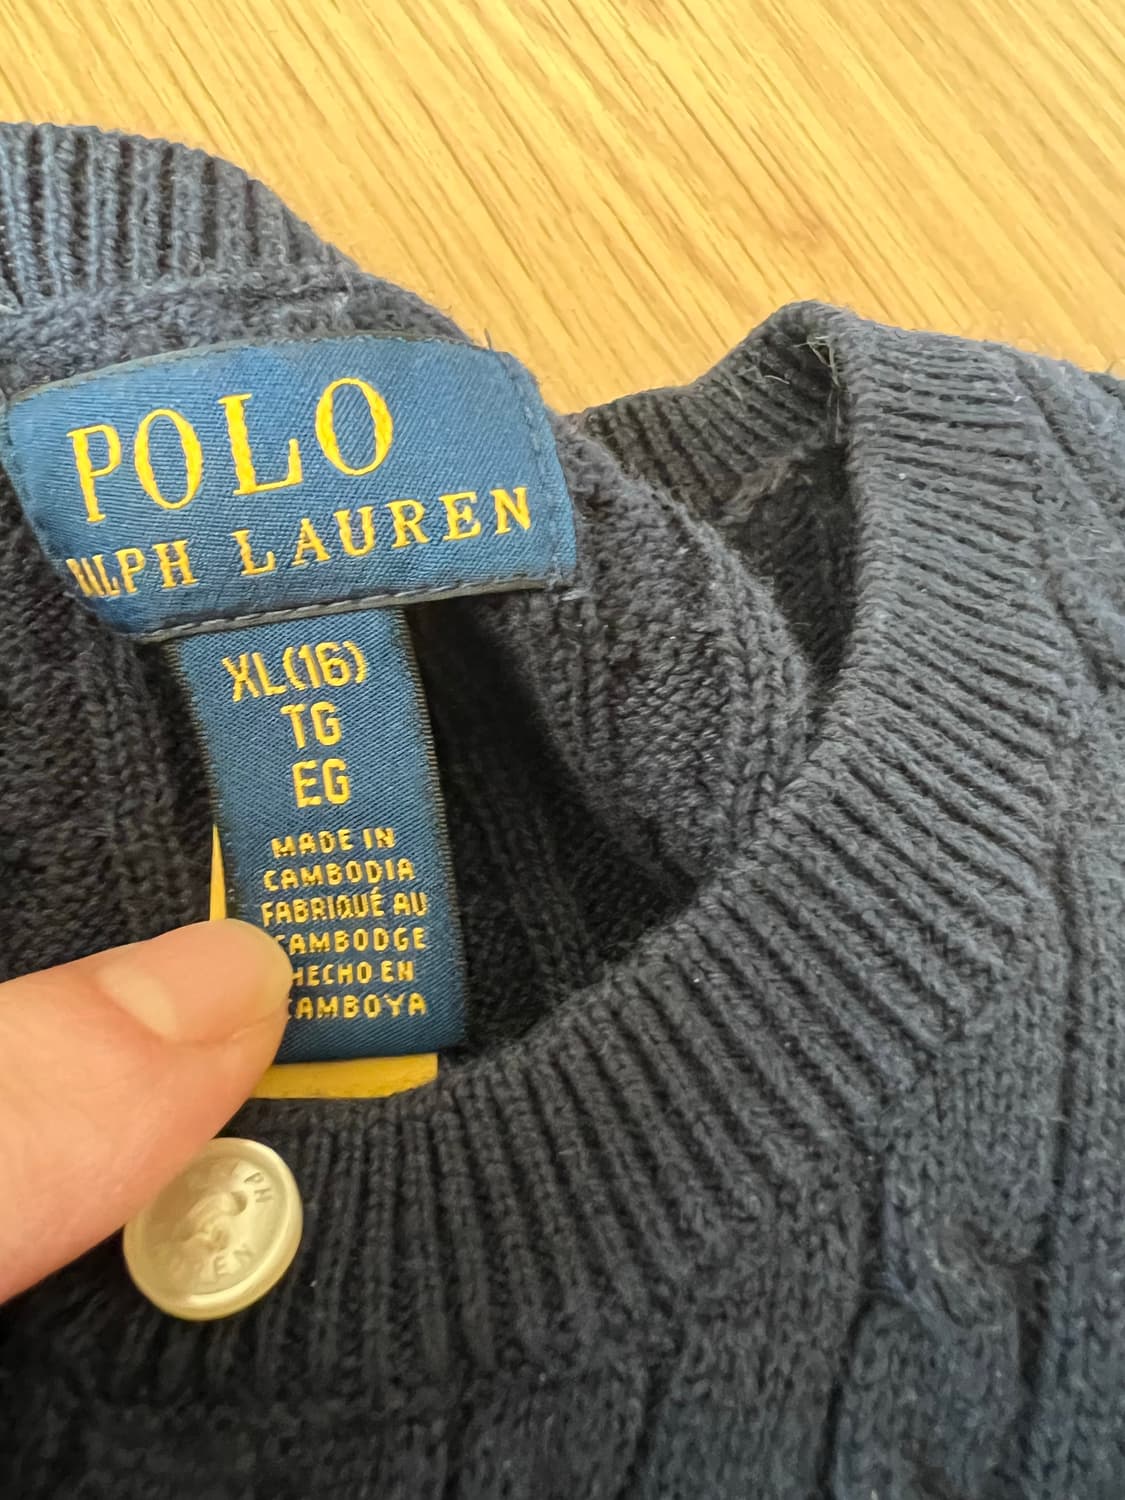 POLO
RALPH LAUREN
XL(16)
TG
EG
MADE IN
CAMBODIA
FABRIQUÉ AU
CAMBODGE
HECHO EN
CAMBOYA